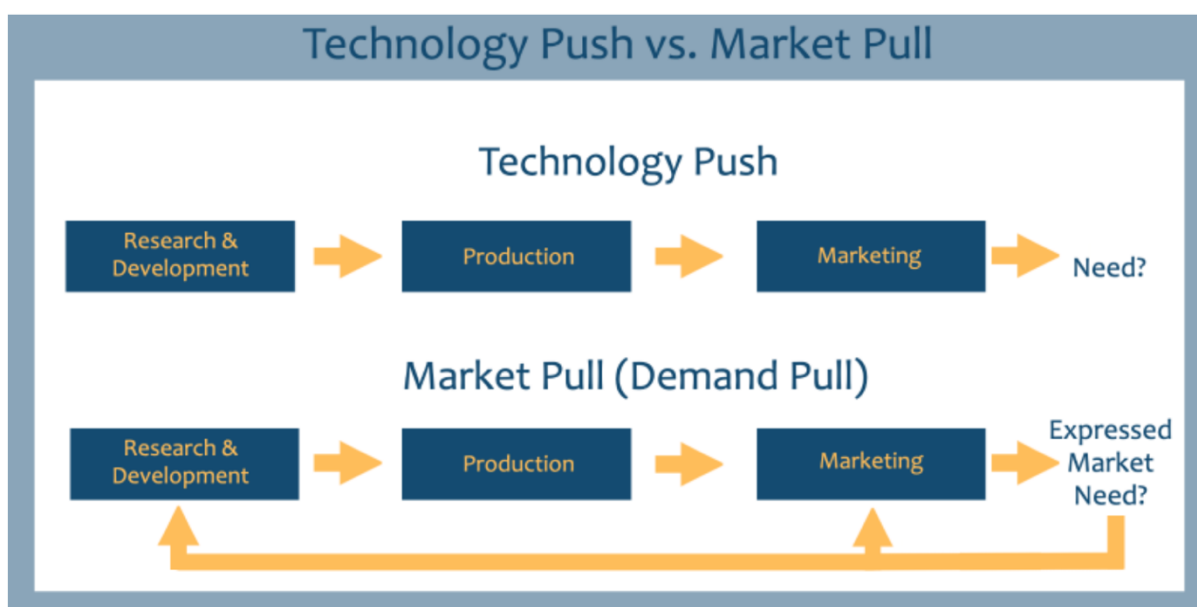 Technology Push vs. Market Pull
Technology Push
Research &
Development
Production
Marketing
Need?
Market Pull (Demand Pull)
Research &
Development
Production
Marketing
Expressed
Market
Need?